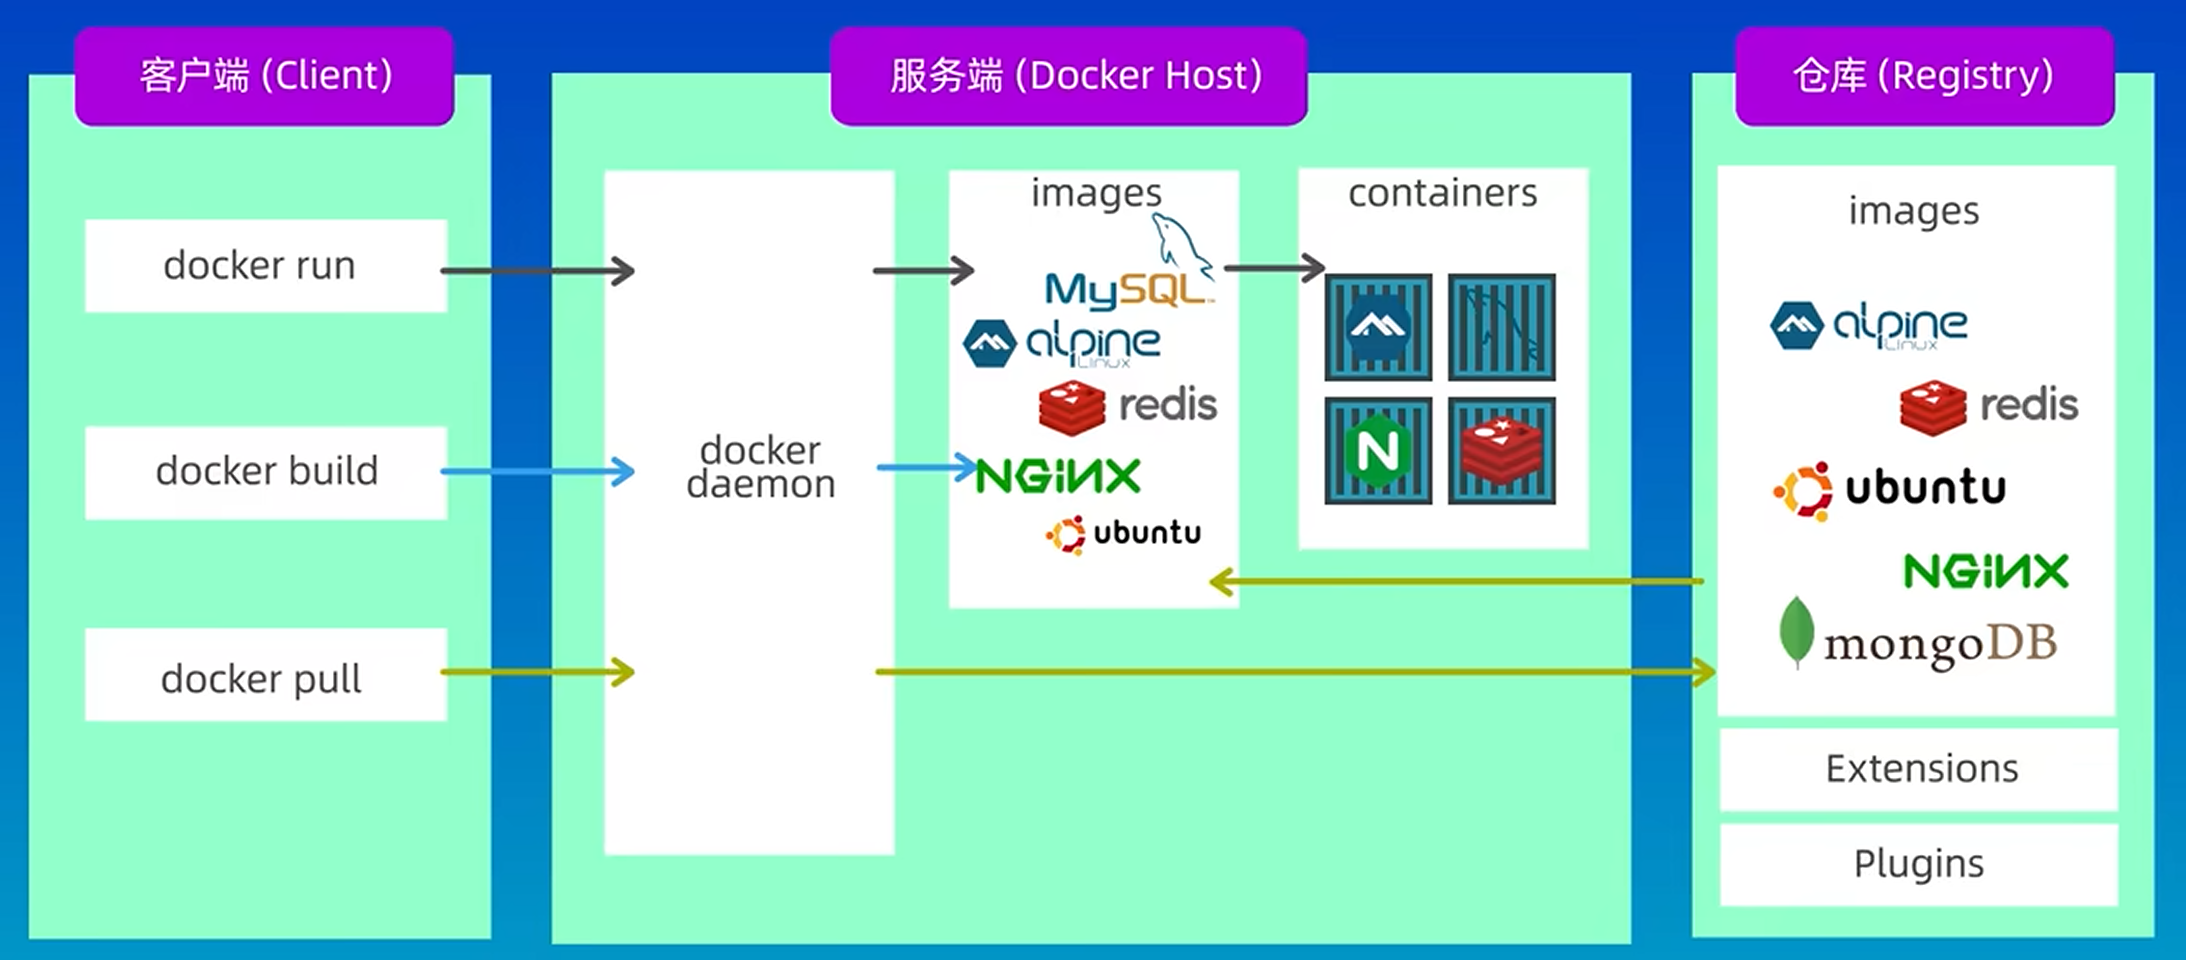 客户端 (Client)
docker run
docker build
docker pull
服务端 (Docker Host)
docker
daemon
images
MySQL™
alpine
Linux
redis
NGiNX
ubuntu
containers
N
仓库 (Registry)
images
alpine
Linux
redis
ubuntu
NGiNX
mongoDB
Extensions
Plugins